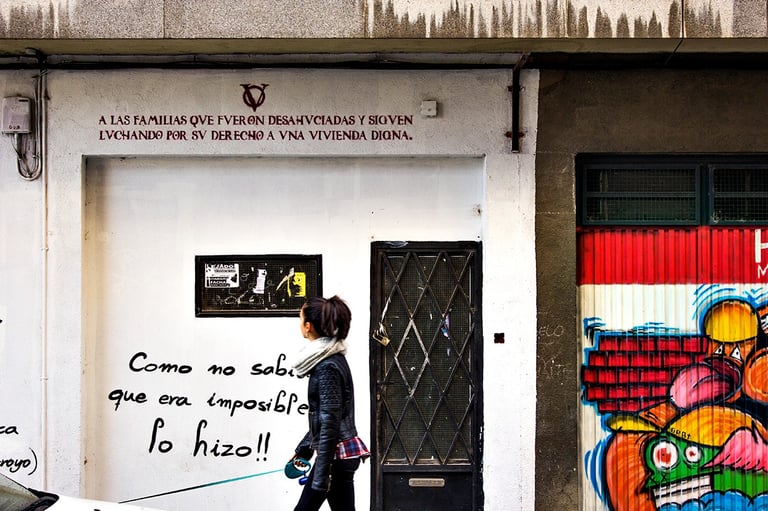 A LAS FAMILIAS QVE FVERON DESAHVCIADAS Y SIGVEN
LVCHANDO POR SV DERECHO A VNA VIVIENDA DIGNA.
Como no sabía
que era imposible
lo hizo!!